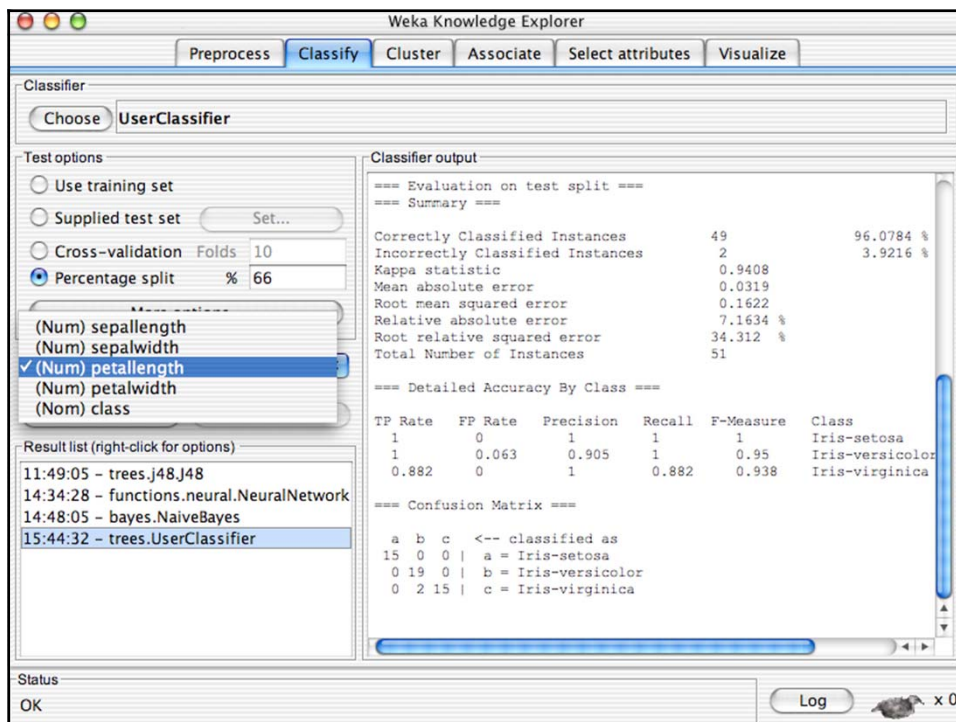 Weka Knowledge Explorer
Preprocess Classify Cluster Associate Select attributes Visualize
Classifier
Choose UserClassifier
Test options
Use training set
Supplied test set Set...
Cross-validation Folds 10
Percentage split % 66
More options
(Num) sepallength
(Num) sepalwidth
✓ (Num) petallength
(Num) petalwidth
(Nom) class
Result list (right-click for options)
11:49:05 – trees.j48.J48
14:34:28 – functions.neural.NeuralNetwork
14:48:05 – bayes.NaiveBayes
15:44:32 – trees.UserClassifier
Classifier output
=== Evaluation on test split ===
=== Summary ===
Correctly Classified Instances 49 96.0784 %
Incorrectly Classified Instances 2 3.9216 %
Kappa statistic 0.9408
Mean absolute error 0.0319
Root mean squared error 0.1622
Relative absolute error 7.1634 %
Root relative squared error 34.312 %
Total Number of Instances 51
=== Detailed Accuracy By Class ===
TP Rate FP Rate Precision Recall F-Measure Class
1 0 1 1 1 Iris-setosa
1 0.063 0.905 1 0.95 Iris-versicolor
0.882 0 1 0.882 0.938 Iris-virginica
=== Confusion Matrix ===
a b c <-- classified as
15 0 0 | a = Iris-setosa
0 19 0 | b = Iris-versicolor
0 2 15 | c = Iris-virginica
Status
OK
Log x 0